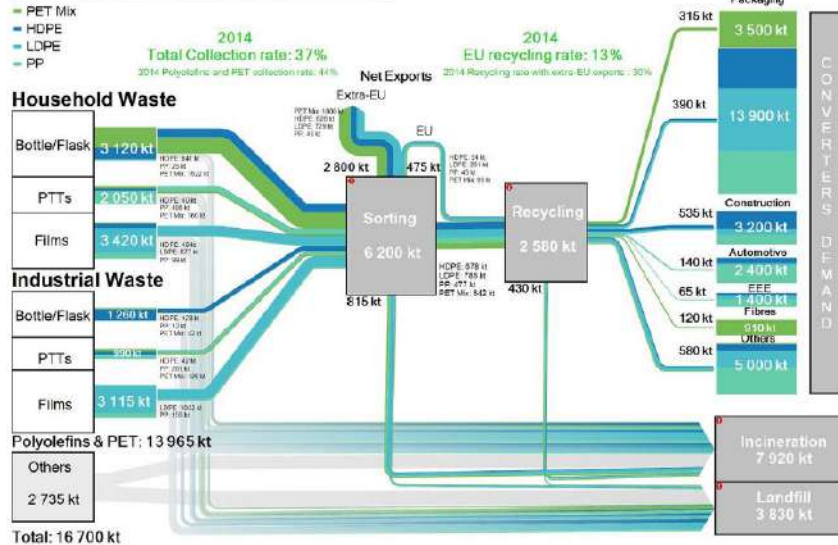 PET Mix
HDPE
LDPE
PP
2014
Total Collection rate: 37%
2014 Polyolefins and PET collection rate: 44%
2014
EU recycling rate: 13%
2014 Recycling rate with extra-EU exports : 30%
Net Exports
Extra-EU
EU
2 800 kt
475 kt
Household Waste
Bottle/Flask
3 120 kt
PTTs
2 050 kt
Films
3 420 kt
Industrial Waste
Bottle/Flask
1 260 kt
PTTs
Films
3 115 kt
Polyolefins & PET: 13 965 kt
Others
2 735 kt
Total: 16 700 kt
Sorting
6 200 kt
815 kt
HDPE: 678 kt
LDPE: 785 kt
PP: 477 kt
PET Mix: 642 kt
Recycling
2 580 kt
430 kt
Packaging
315 kt
3 500 kt
390 kt
13 900 kt
Construction
535 kt
3 200 kt
Automotive
140 kt
2 400 kt
EEE
65 kt
1 400 kt
Fibres
120 kt
910 kt
Others
580 kt
5 000 kt
CONVERTERS DEMAND
Incineration
7 920 kt
Landfill
3 830 kt